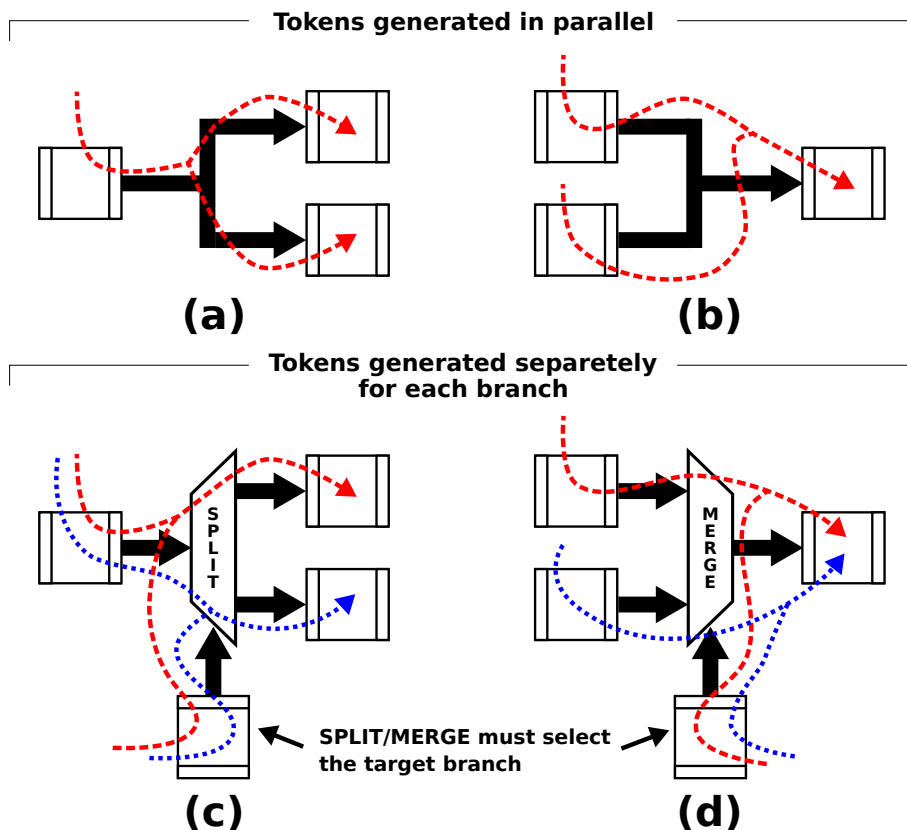 Tokens generated in parallel
(a)
(b)
Tokens generated separetely
for each branch
SPLIT
MERGE
SPLIT/MERGE must select
the target branch
(c)
(d)